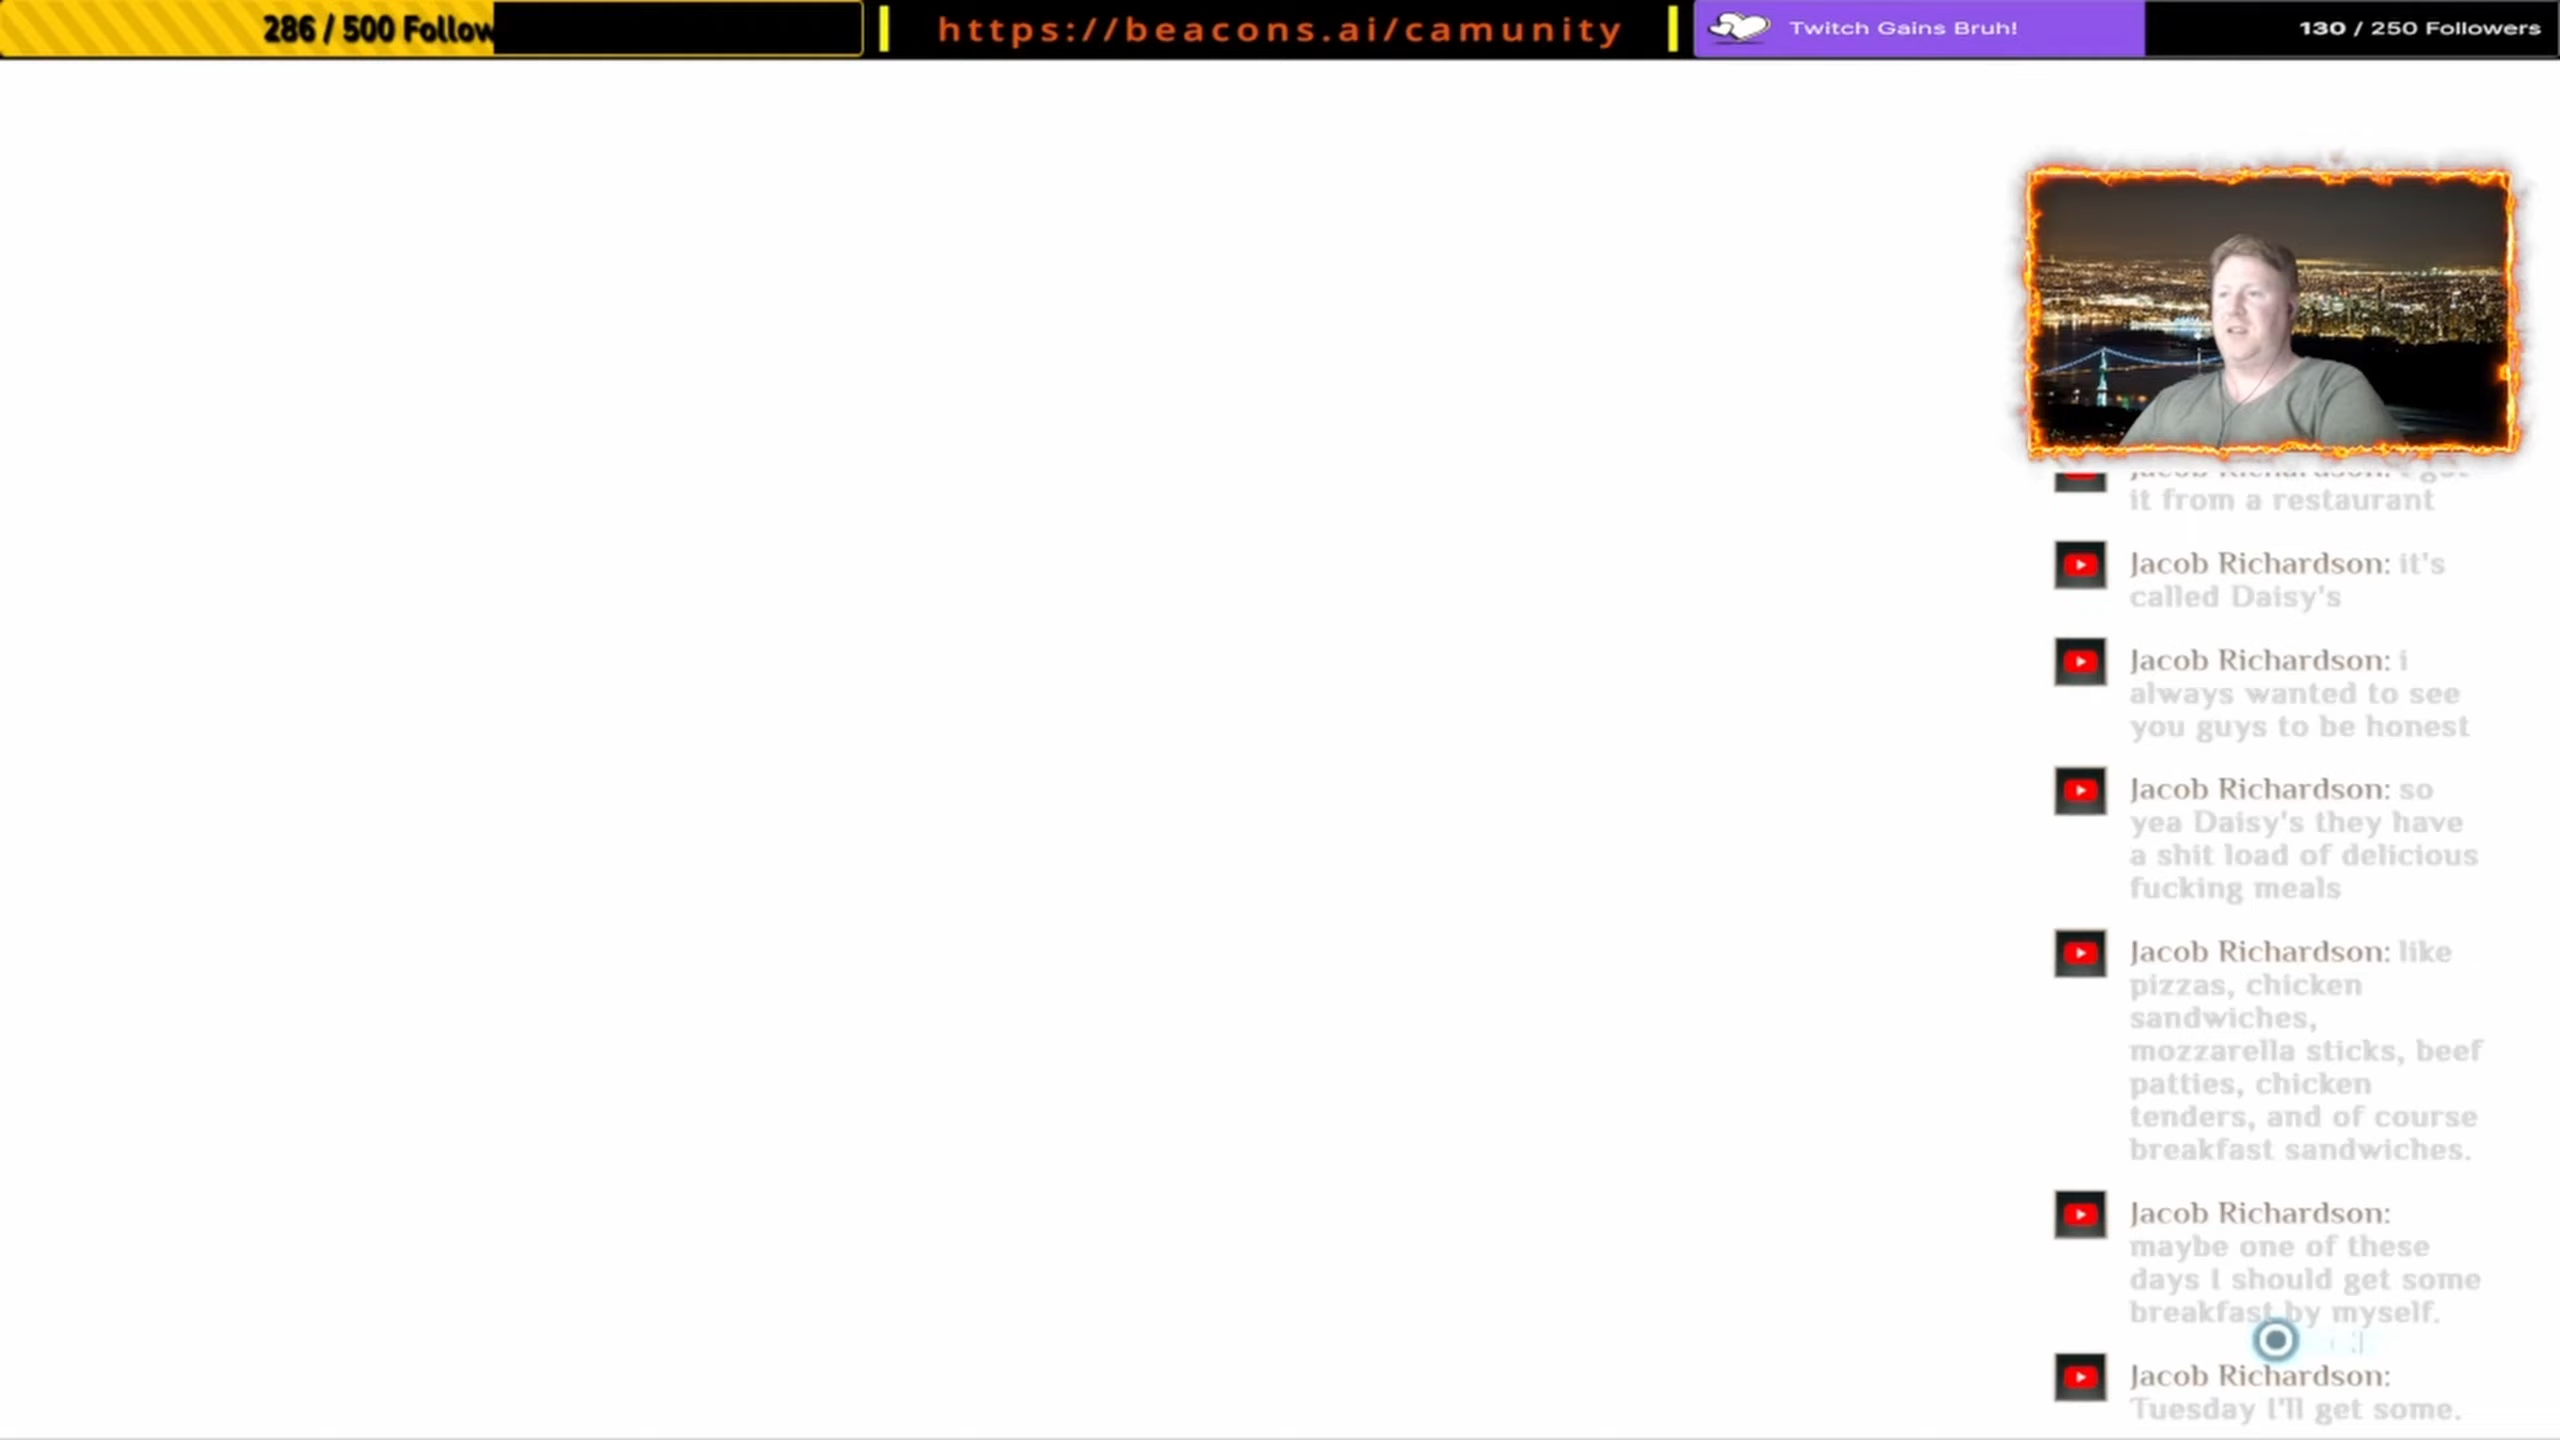 286 / 500 Follow
https://beacons.ai/camunity
Twitch Gains Bruh!
130 / 250 Followers
Jacob Richardson: I got
it from a restaurant
Jacob Richardson: it's
called Daisy's
Jacob Richardson: i
always wanted to see
you guys to be honest
Jacob Richardson: so
yea Daisy's they have
a shit load of delicious
fucking meals
Jacob Richardson: like
pizzas, chicken
sandwiches,
mozzarella sticks, beef
patties, chicken
tenders, and of course
breakfast sandwiches.
Jacob Richardson:
maybe one of these
days I should get some
breakfast by myself.
Jacob Richardson:
Tuesday I'll get some.